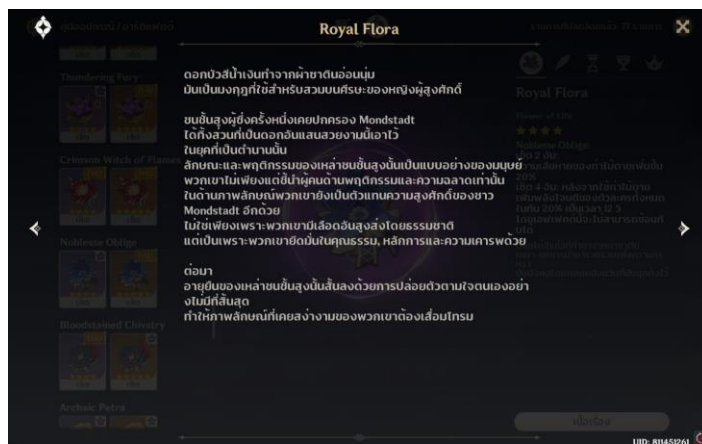 Royal Flora
ดอกบัวสีน้ำเงินทำจากผ้าซาตินอ่อนนุ่ม
มันเป็นมงกุฎที่ใช้สำหรับสวมบนศีรษะของหญิงผู้สูงศักดิ์
ชนชั้นสูงผู้ซึ่งครั้งหนึ่งเคยปกครอง Mondstadt
ได้ทิ้งส่วนที่เป็นดอกอันแสนสวยงามนี้เอาไว้
ในยุคที่เป็นตำนานนั้น
ลักษณะและพฤติกรรมของเหล่าชนชั้นสูงนั้นเป็นแบบอย่างของมนุษย์
พวกเขาไม่เพียงแต่ชี้นำผู้คนด้านพฤติกรรมและความฉลาดเท่านั้น
ในด้านภาพลักษณ์พวกเขายังเป็นตัวแทนความสูงศักดิ์ของชาว
Mondstadt อีกด้วย
ไม่ใช่เพียงเพราะพวกเขามีเลือดอันสูงส่งโดยธรรมชาติ
แต่เป็นเพราะพวกเขายึดมั่นในคุณธรรม, หลักการและความเคารพด้วย
ต่อมา
อายุยืนของเหล่าชนชั้นสูงนั้นสั้นลงด้วยการปล่อยตัวตามใจตนเองอย่า
งไม่มีที่สิ้นสุด
ทำให้ภาพลักษณ์ที่เคยสง่างามของพวกเขาต้องเสื่อมโทรม
Thundering Fury
Crimson Witch of Flames
Noblesse Oblige
Bloodstained Chivalry
Archaic Petra
Royal Flora
Flower of Life
Noblesse Oblige
UID: 811451261